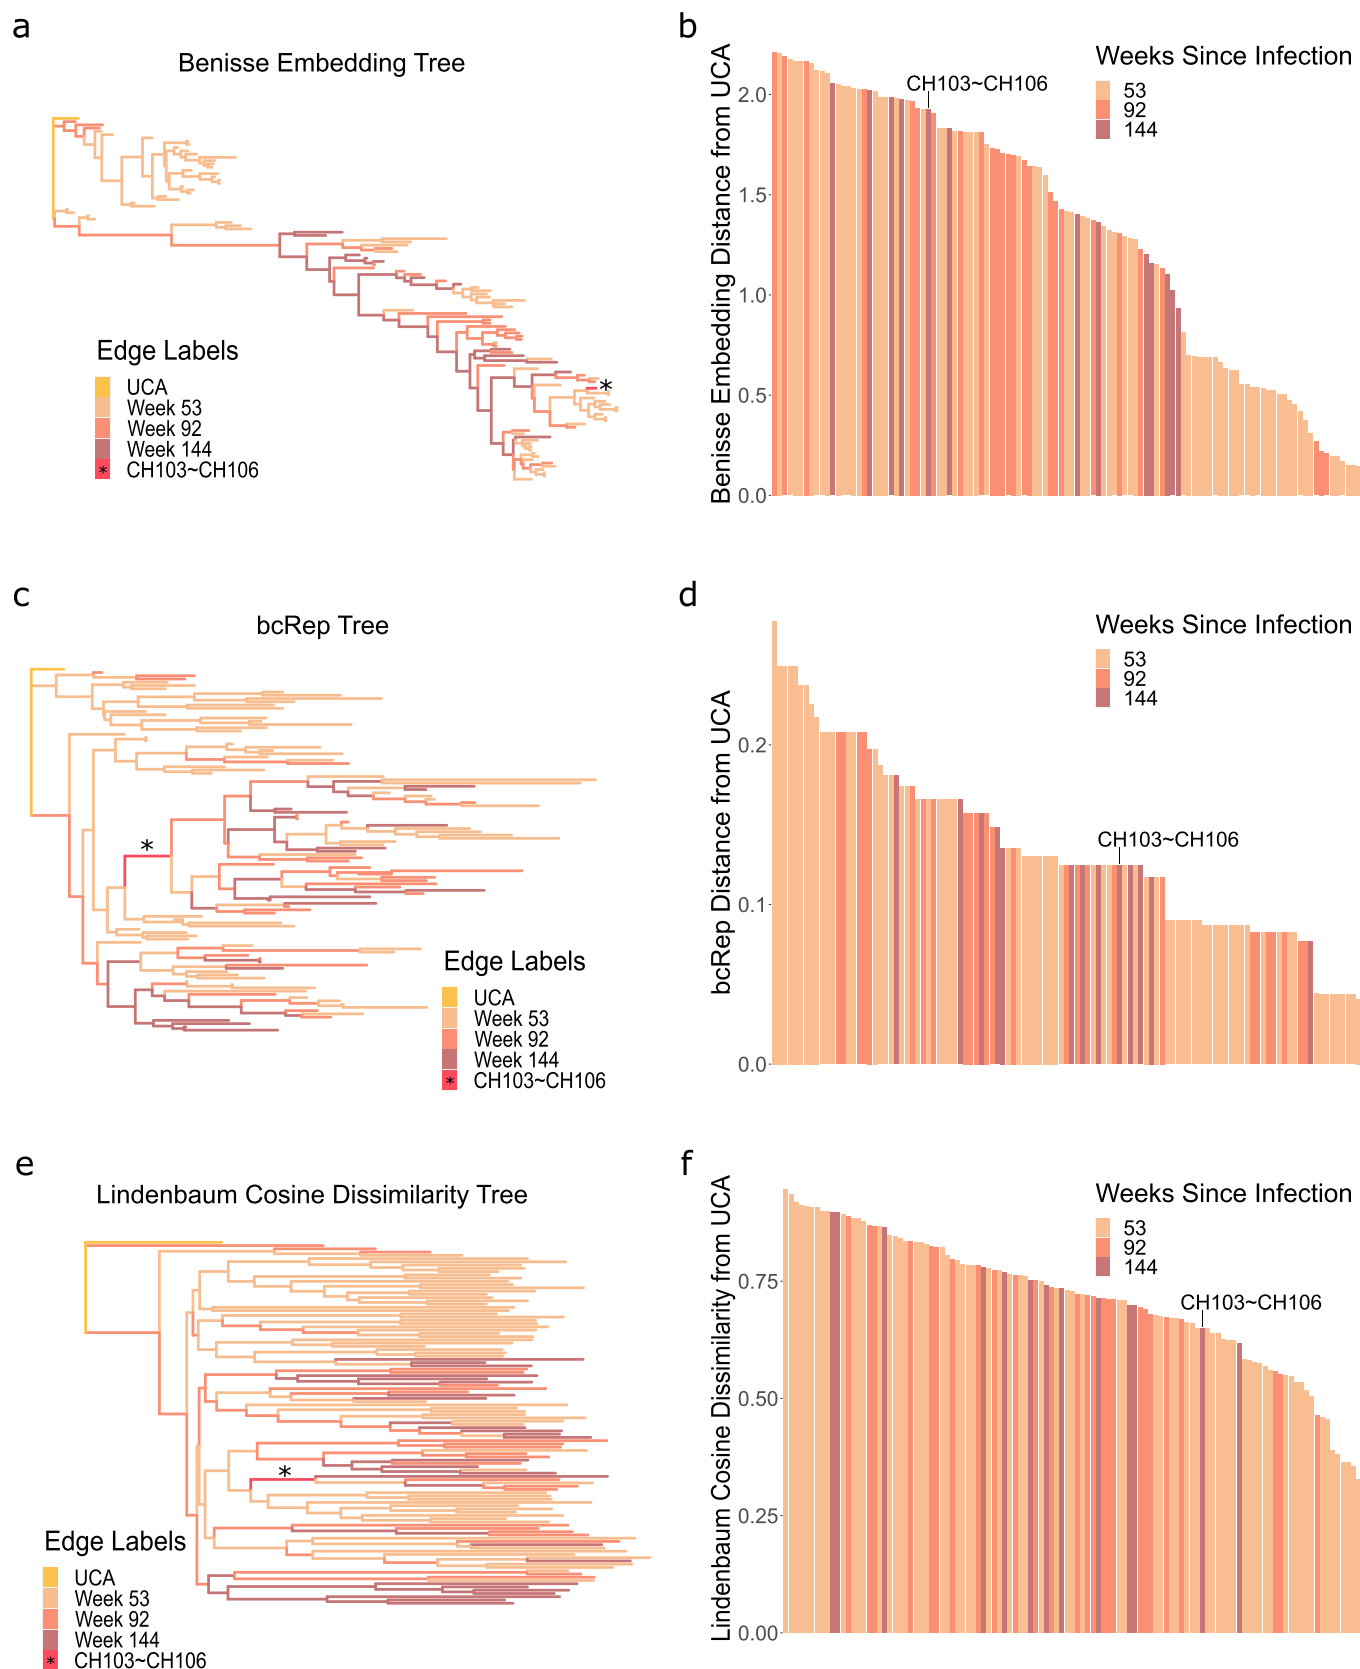 a
Benisse Embedding Tree
Edge Labels
UCA
Week 53
Week 92
Week 144
* CH103~CH106
*
b
Benisse Embedding Distance from UCA
2.0
1.5
1.0
0.5
0.0
CH103~CH106
Weeks Since Infection
53
92
144
c
bcRep Tree
*
Edge Labels
UCA
Week 53
Week 92
Week 144
* CH103~CH106
d
bcRep Distance from UCA
0.2
0.1
0.0
Weeks Since Infection
53
92
144
CH103~CH106
e
Lindenbaum Cosine Dissimilarity Tree
*
Edge Labels
UCA
Week 53
Week 92
Week 144
* CH103~CH106
f
Lindenbaum Cosine Dissimilarity from UCA
0.75
0.50
0.25
0.00
Weeks Since Infection
53
92
144
CH103~CH106